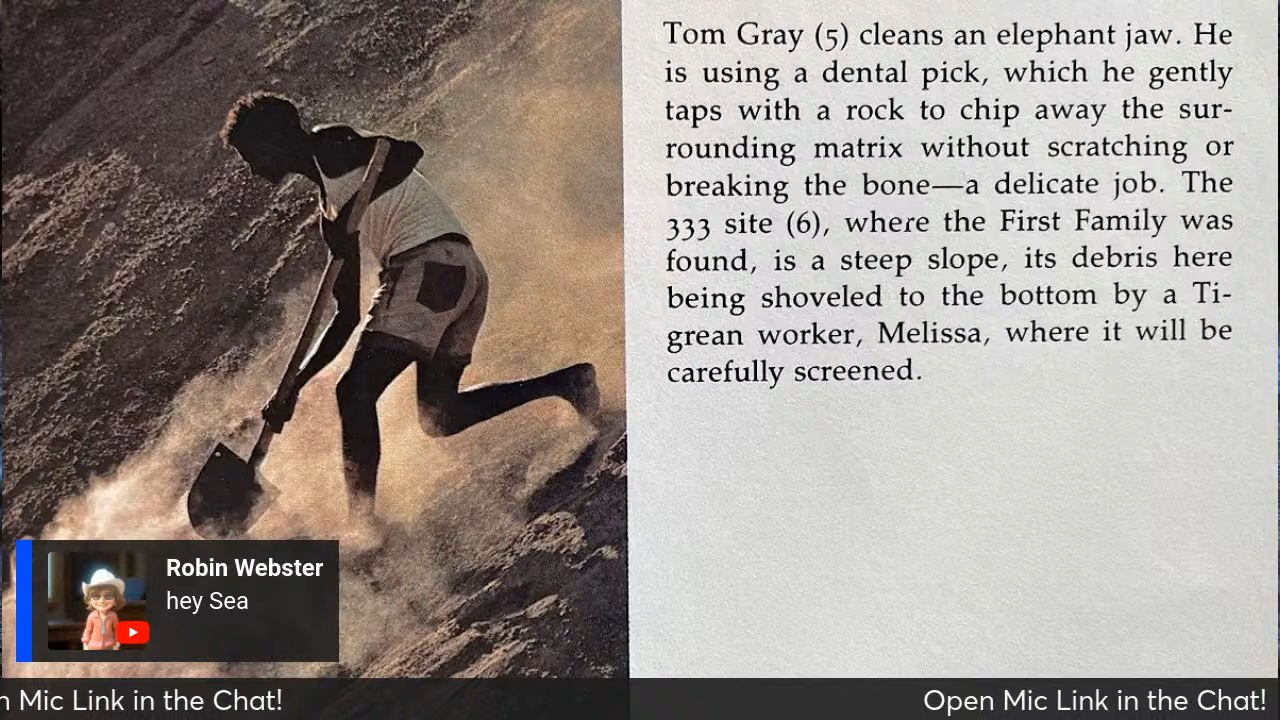 Tom Gray (5) cleans an elephant jaw. He
is using a dental pick, which he gently
taps with a rock to chip away the sur-
rounding matrix without scratching or
breaking the bone—a delicate job. The
333 site (6), where the First Family was
found, is a steep slope, its debris here
being shoveled to the bottom by a Ti-
grean worker, Melissa, where it will be
carefully screened.
Robin Webster
hey Sea
n Mic Link in the Chat!
Open Mic Link in the Chat!